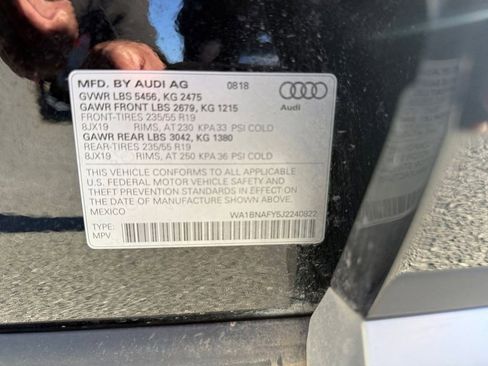 MFD. BY AUDI AG 0818
GVWR LBS 5456, KG 2475
GAWR FRONT LBS 2679, KG 1215
FRONT-TIRES 235/55 R19
8JX19 RIMS, AT 230 KPA 33 PSI COLD
GAWR REAR LBS 3042, KG 1380
REAR-TIRES 235/55 R19
8JX19 RIMS, AT 250 KPA 36 PSI COLD
Audi
THIS VEHICLE CONFORMS TO ALL APPLICABLE
U.S. FEDERAL MOTOR VEHICLE SAFETY AND
THEFT PREVENTION STANDARDS IN EFFECT ON
THE DATE OF MANUFACTURE SHOWN ABOVE.
MEXICO WA1BNAFY5J2240822
TYPE:
MPV